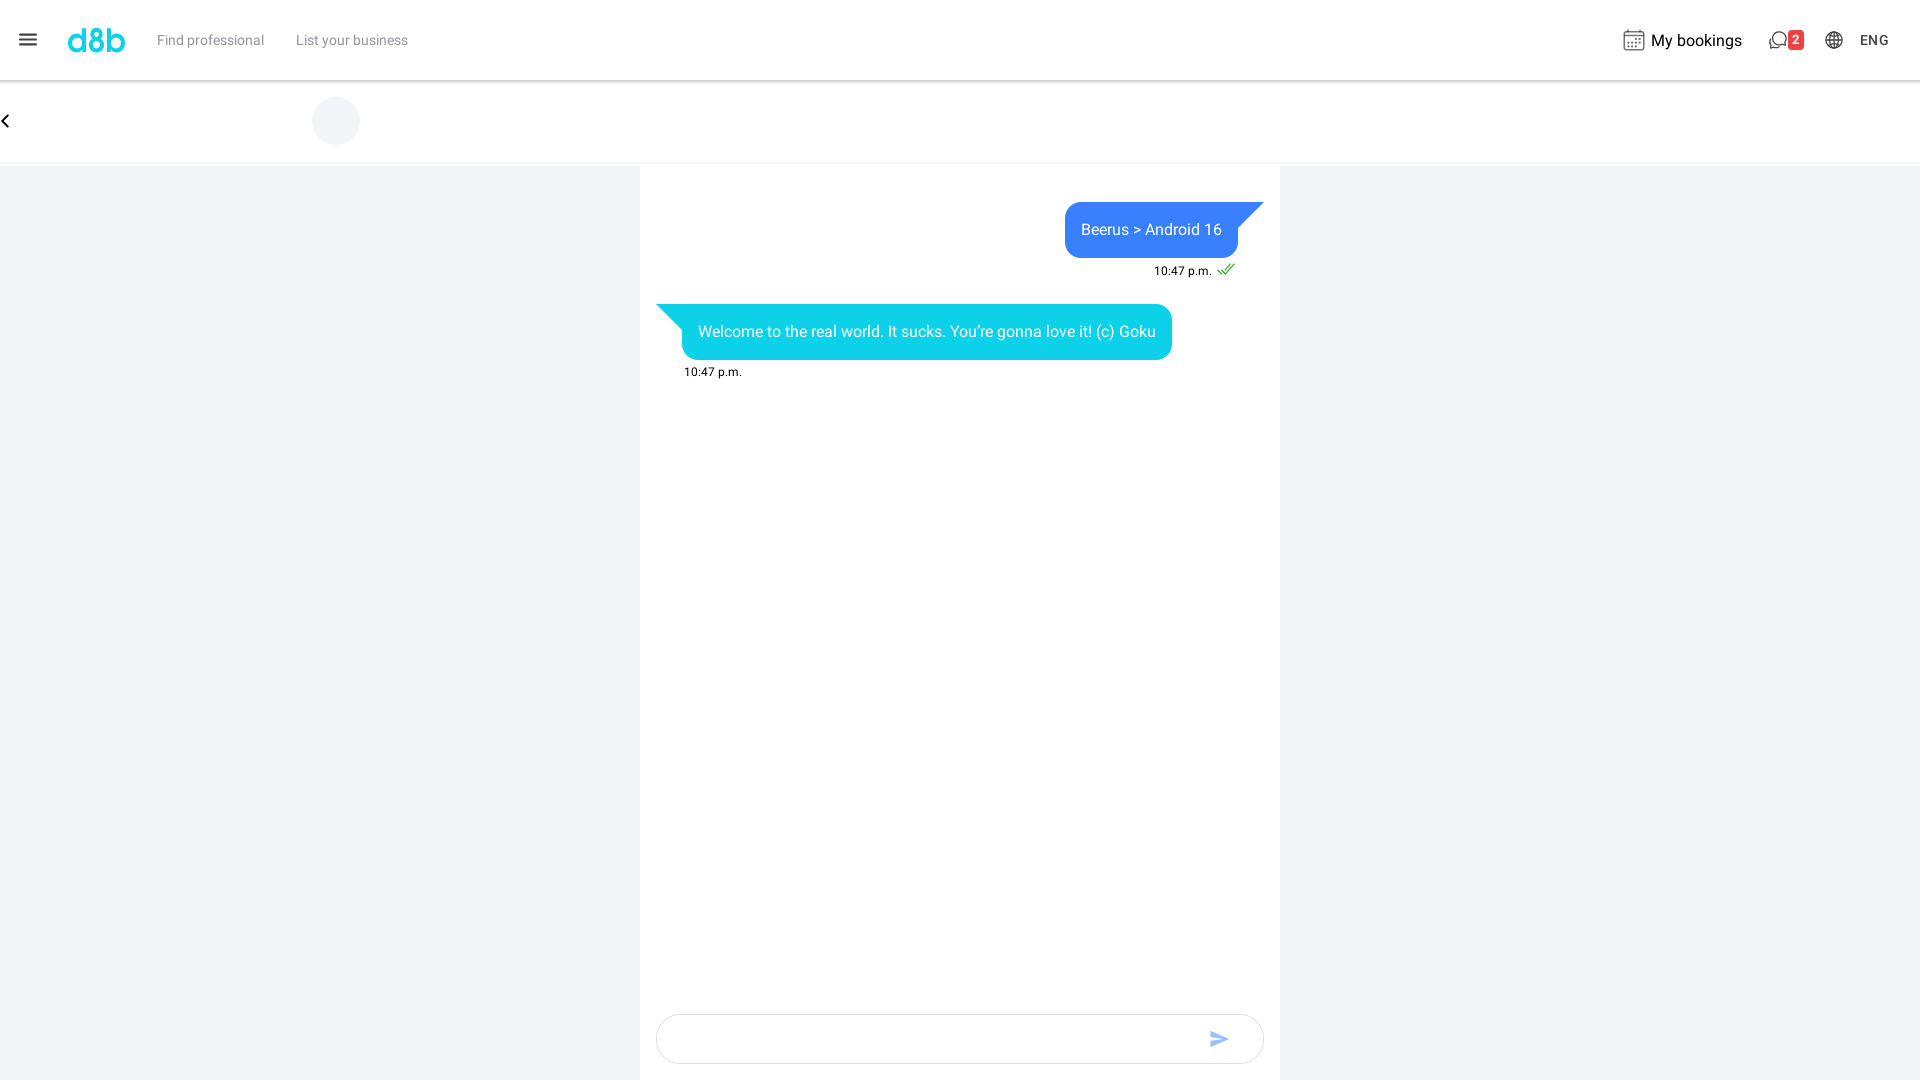 d8b
Find professional
List your business
My bookings
2
ENG
Beerus > Android 16
10:47 p.m.
Welcome to the real world. It sucks. You’re gonna love it! (c) Goku
10:47 p.m.